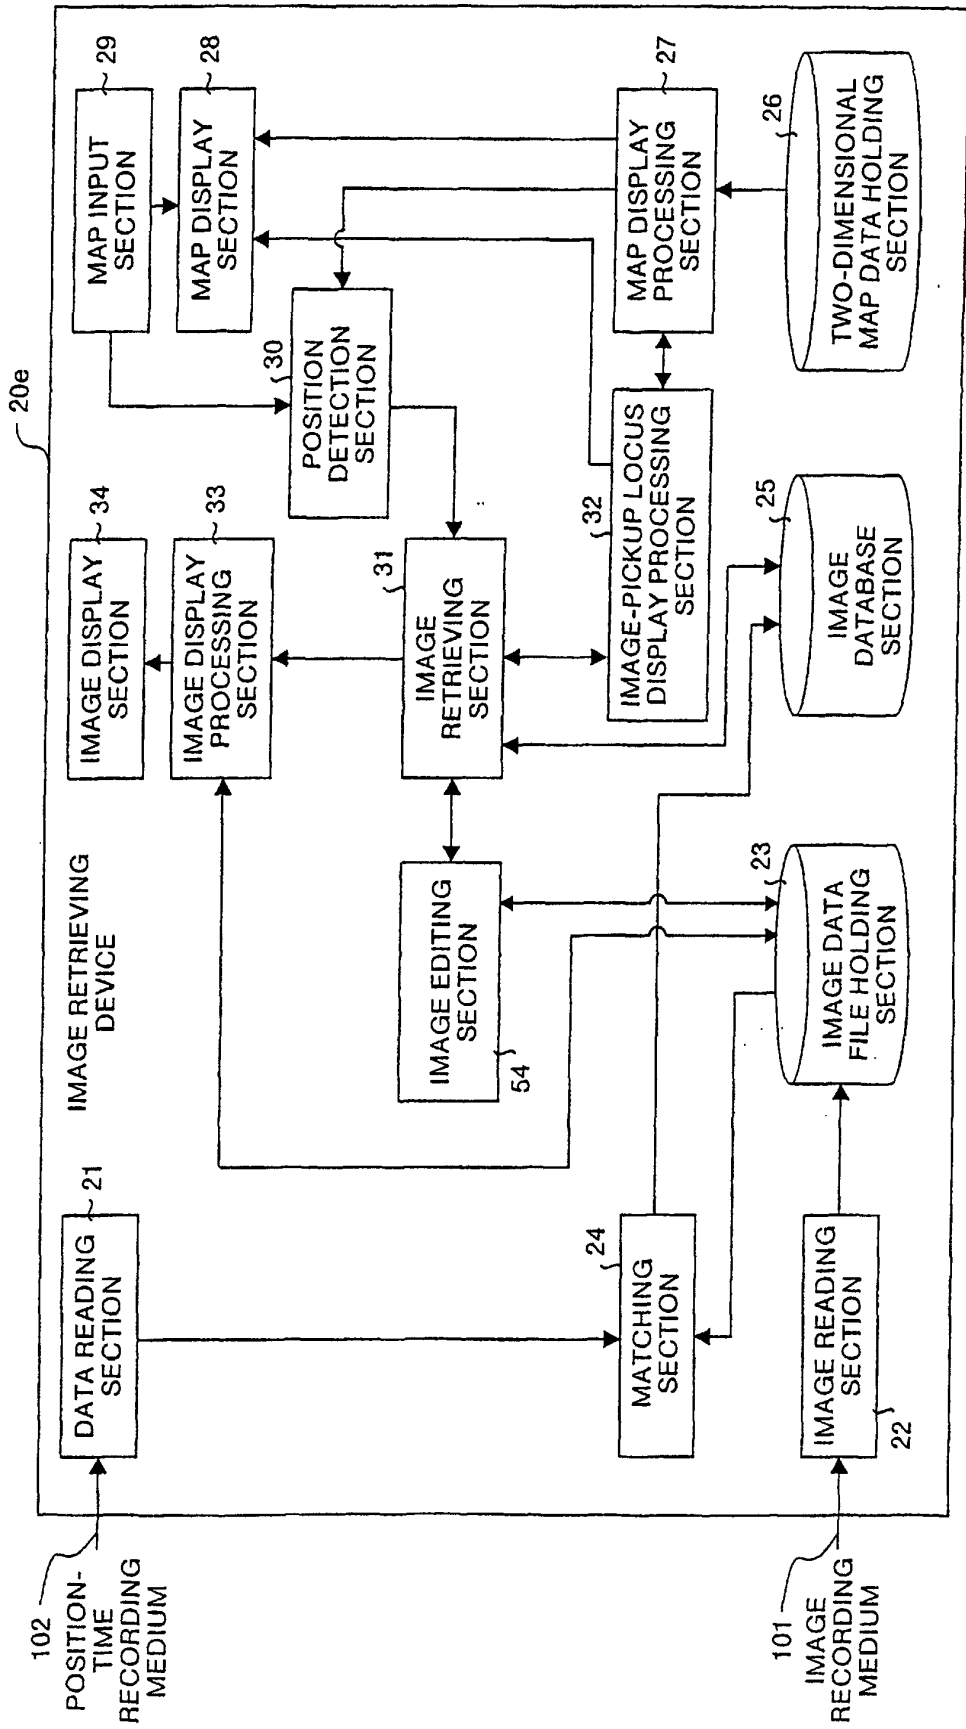 20e
IMAGE RETRIEVING
DEVICE
102
POSITION-
TIME
RECORDING
MEDIUM
DATA READING
SECTION
21
IMAGE DISPLAY
SECTION
34
IMAGE DISPLAY
PROCESSING
SECTION
33
MAP INPUT
SECTION
29
MAP DISPLAY
SECTION
28
POSITION
DETECTION
SECTION
30
IMAGE EDITING
SECTION
54
IMAGE
RETRIEVING
SECTION
31
MATCHING
SECTION
24
IMAGE-PICKUP LOCUS
DISPLAY PROCESSING
SECTION
32
MAP DISPLAY
PROCESSING
SECTION
27
101
IMAGE
RECORDING
MEDIUM
IMAGE READING
SECTION
22
IMAGE DATA
FILE HOLDING
SECTION
23
IMAGE
DATABASE
SECTION
25
TWO-DIMENSIONAL
MAP DATA HOLDING
SECTION
26